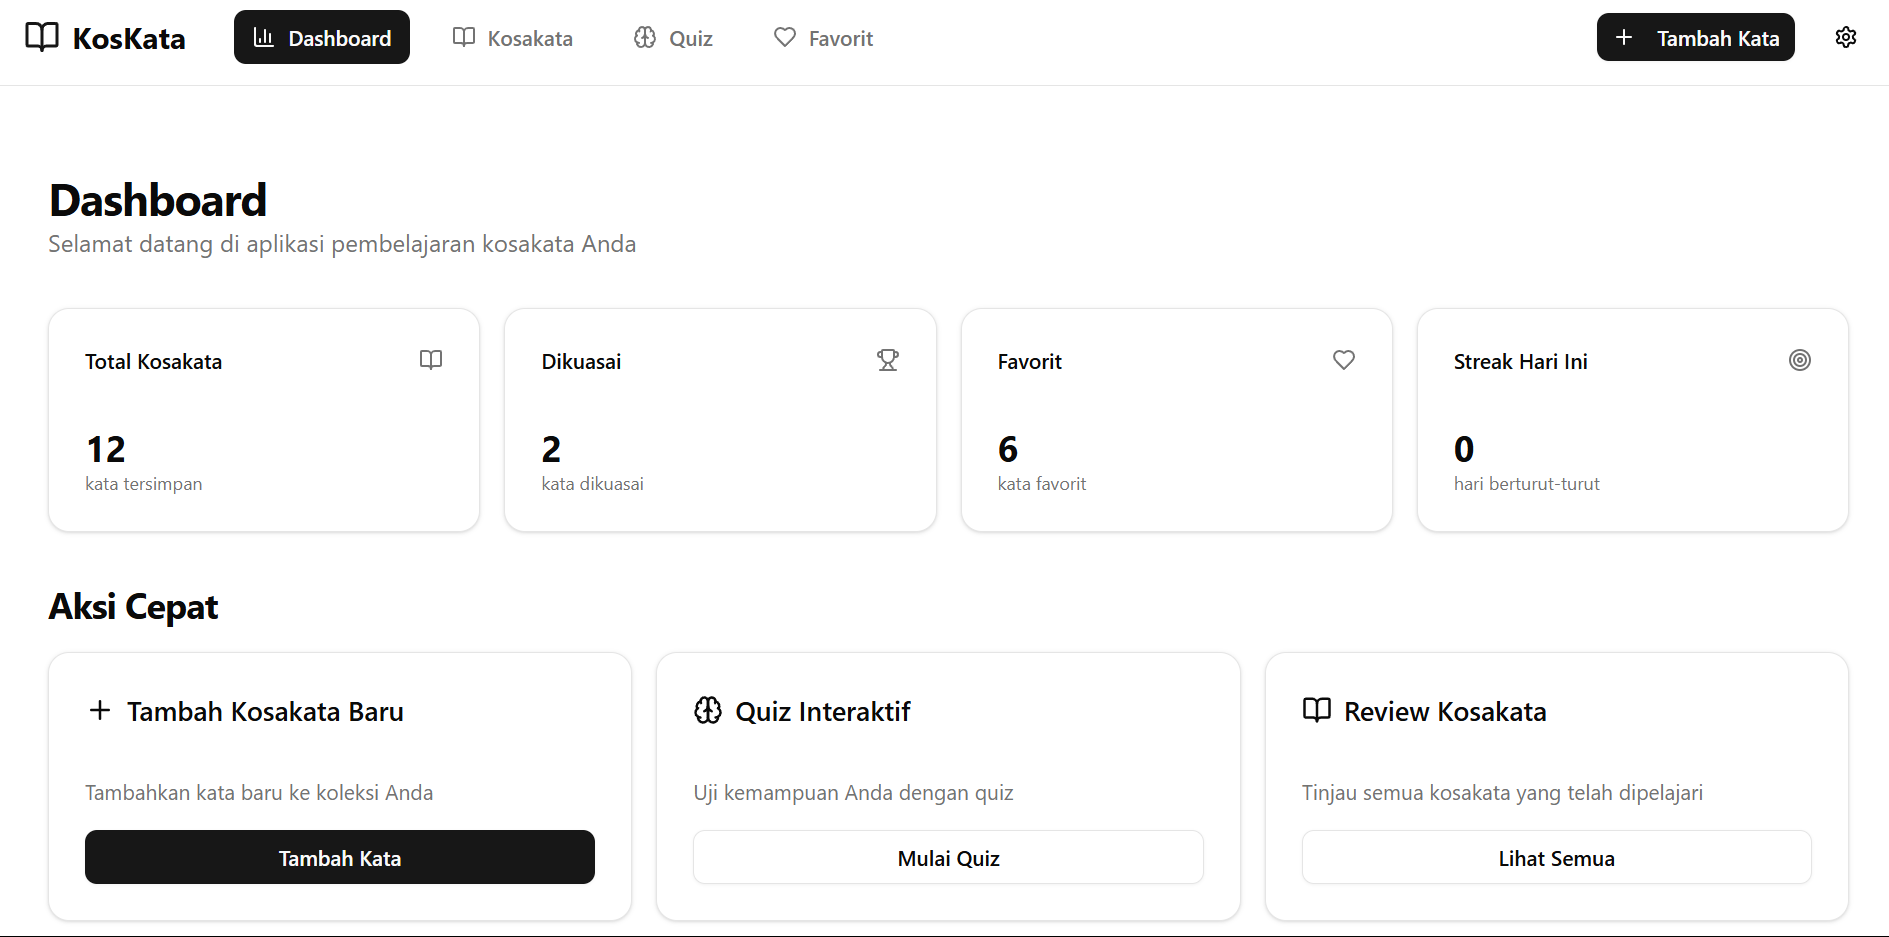 KosKata
Dashboard
Kosakata
Quiz
Favorit
Tambah Kata
Dashboard
Selamat datang di aplikasi pembelajaran kosakata Anda
Total Kosakata
12
kata tersimpan
Dikuasai
2
kata dikuasai
Favorit
6
kata favorit
Streak Hari Ini
0
hari berturut-turut
Aksi Cepat
Tambah Kosakata Baru
Tambahkan kata baru ke koleksi Anda
Tambah Kata
Quiz Interaktif
Uji kemampuan Anda dengan quiz
Mulai Quiz
Review Kosakata
Tinjau semua kosakata yang telah dipelajari
Lihat Semua